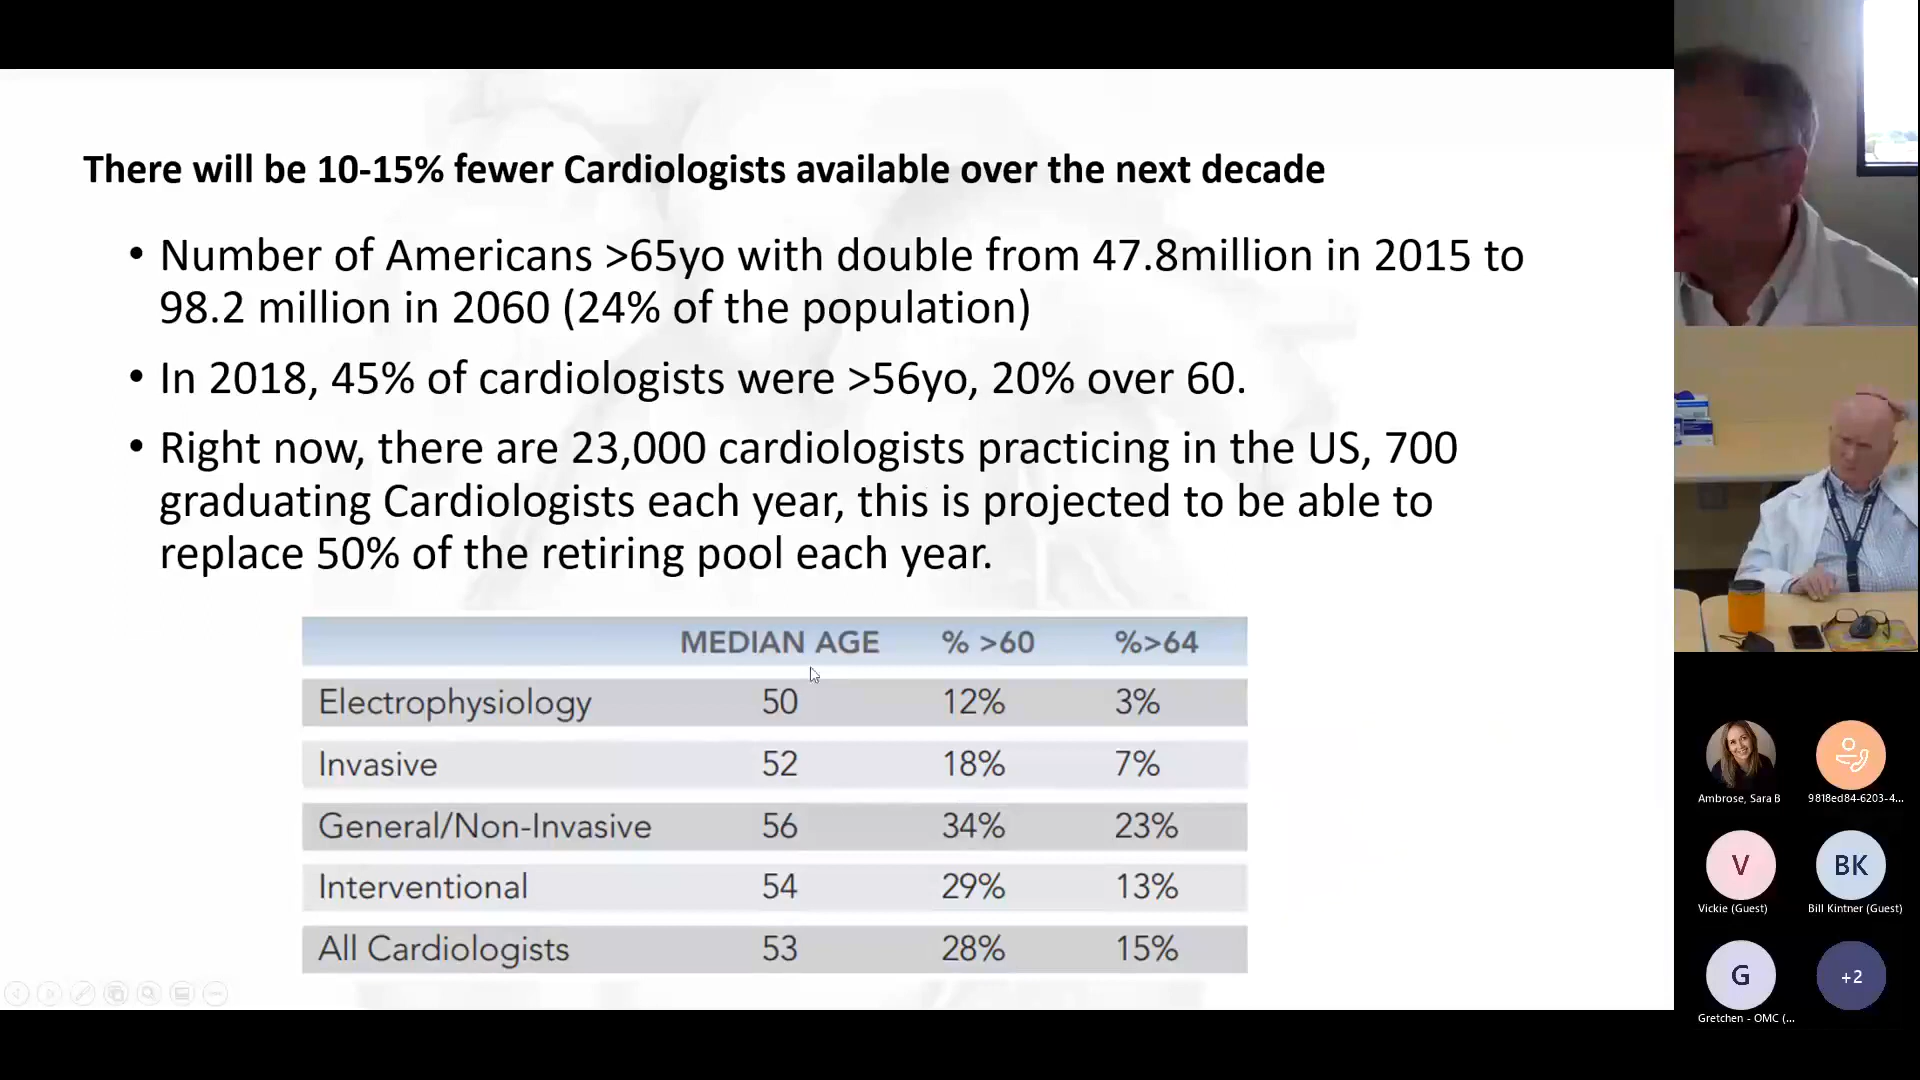 There will be 10-15% fewer Cardiologists available over the next decade
• Number of Americans >65yo with double from 47.8million in 2015 to
98.2 million in 2060 (24% of the population)
• In 2018, 45% of cardiologists were >56yo, 20% over 60.
• Right now, there are 23,000 cardiologists practicing in the US, 700
graduating Cardiologists each year, this is projected to be able to
replace 50% of the retiring pool each year.
MEDIAN AGE % >60 %>64
Electrophysiology 50 12% 3%
Invasive 52 18% 7%
General/Non-Invasive 56 34% 23%
Interventional 54 29% 13%
All Cardiologists 53 28% 15%
Ambrose, Sara B
9818ed84-6203-4...
V
Vickie (Guest)
BK
Bill Kintner (Guest)
G
Gretchen - OMC (...
+2